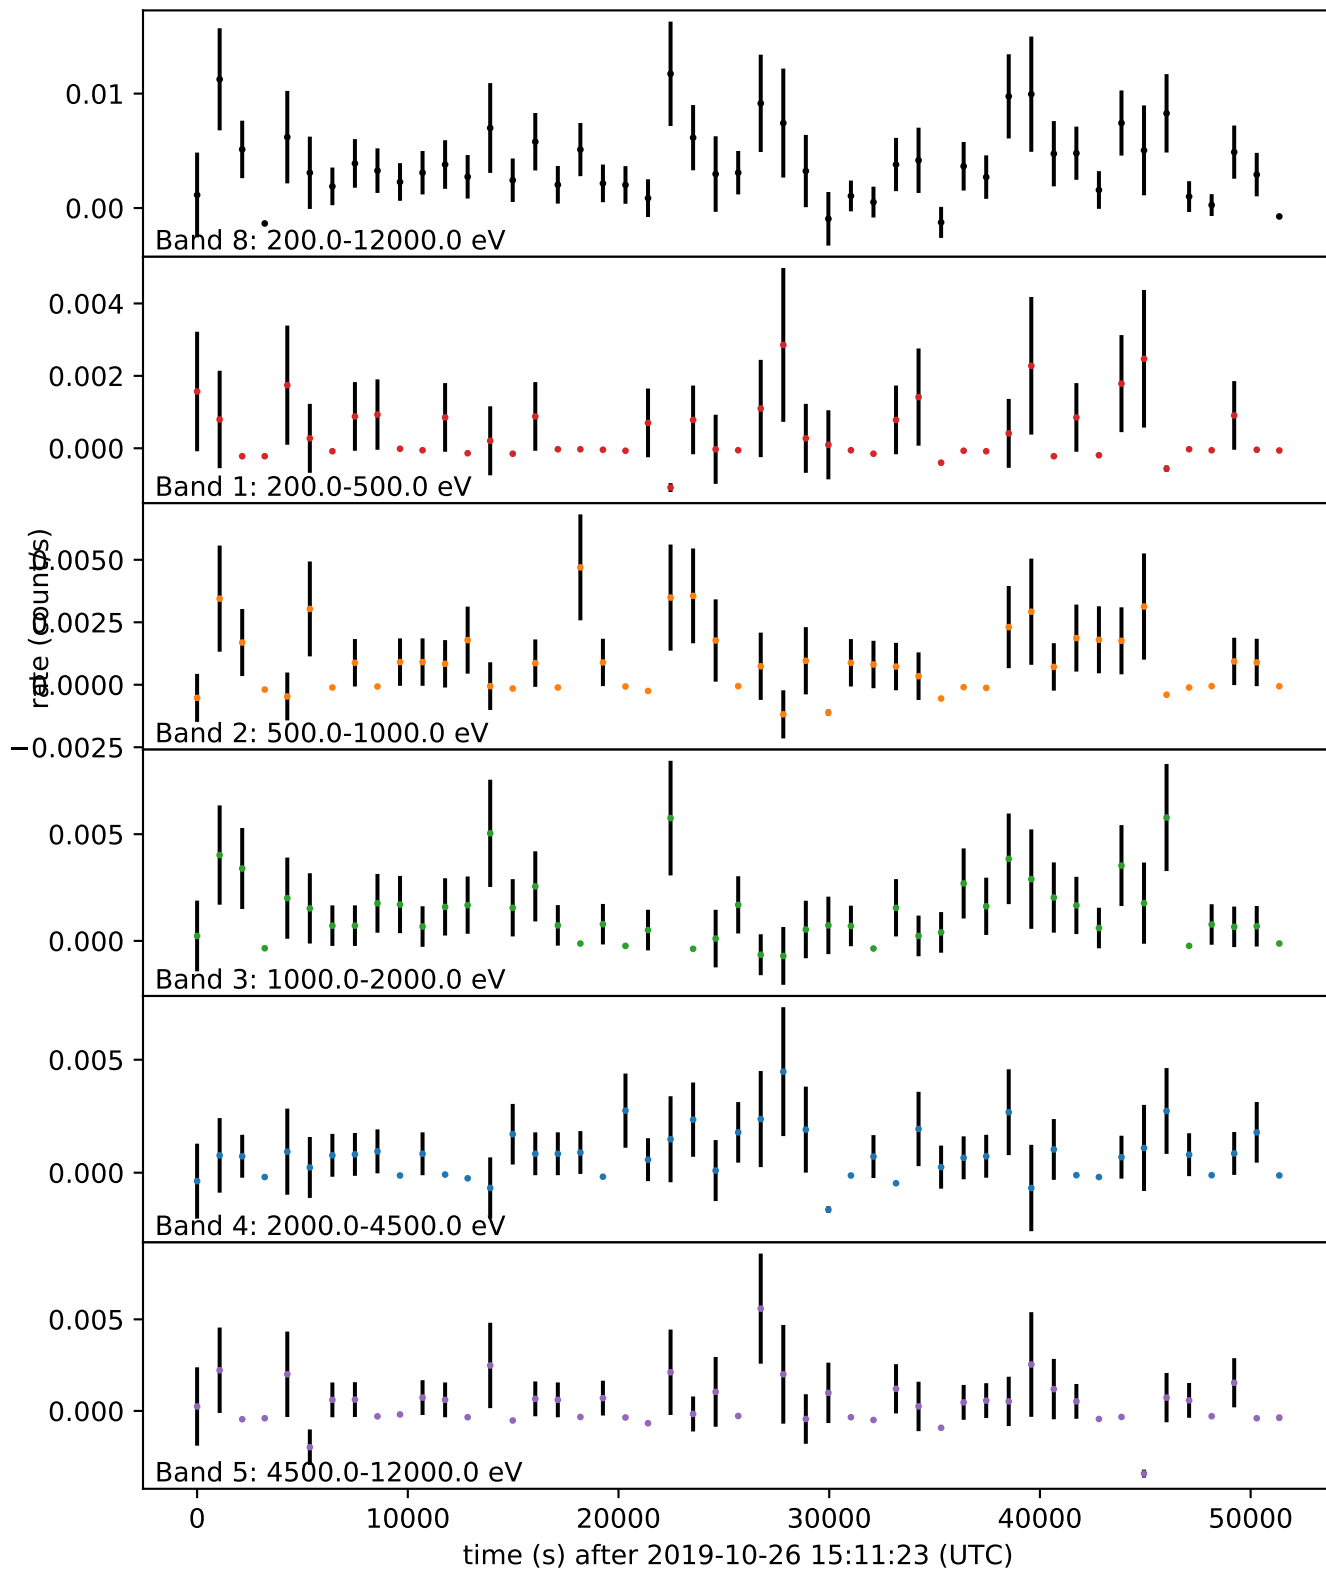 0.01
0.00
Band 8: 200.0-12000.0 eV
0.004
0.002
0.000
Band 1: 200.0-500.0 eV
rate (count/s)
0.0050
0.0025
0.0000
−0.0025
Band 2: 500.0-1000.0 eV
0.005
0.000
Band 3: 1000.0-2000.0 eV
0.005
0.000
Band 4: 2000.0-4500.0 eV
0.005
0.000
Band 5: 4500.0-12000.0 eV
0 10000 20000 30000 40000 50000
time (s) after 2019-10-26 15:11:23 (UTC)